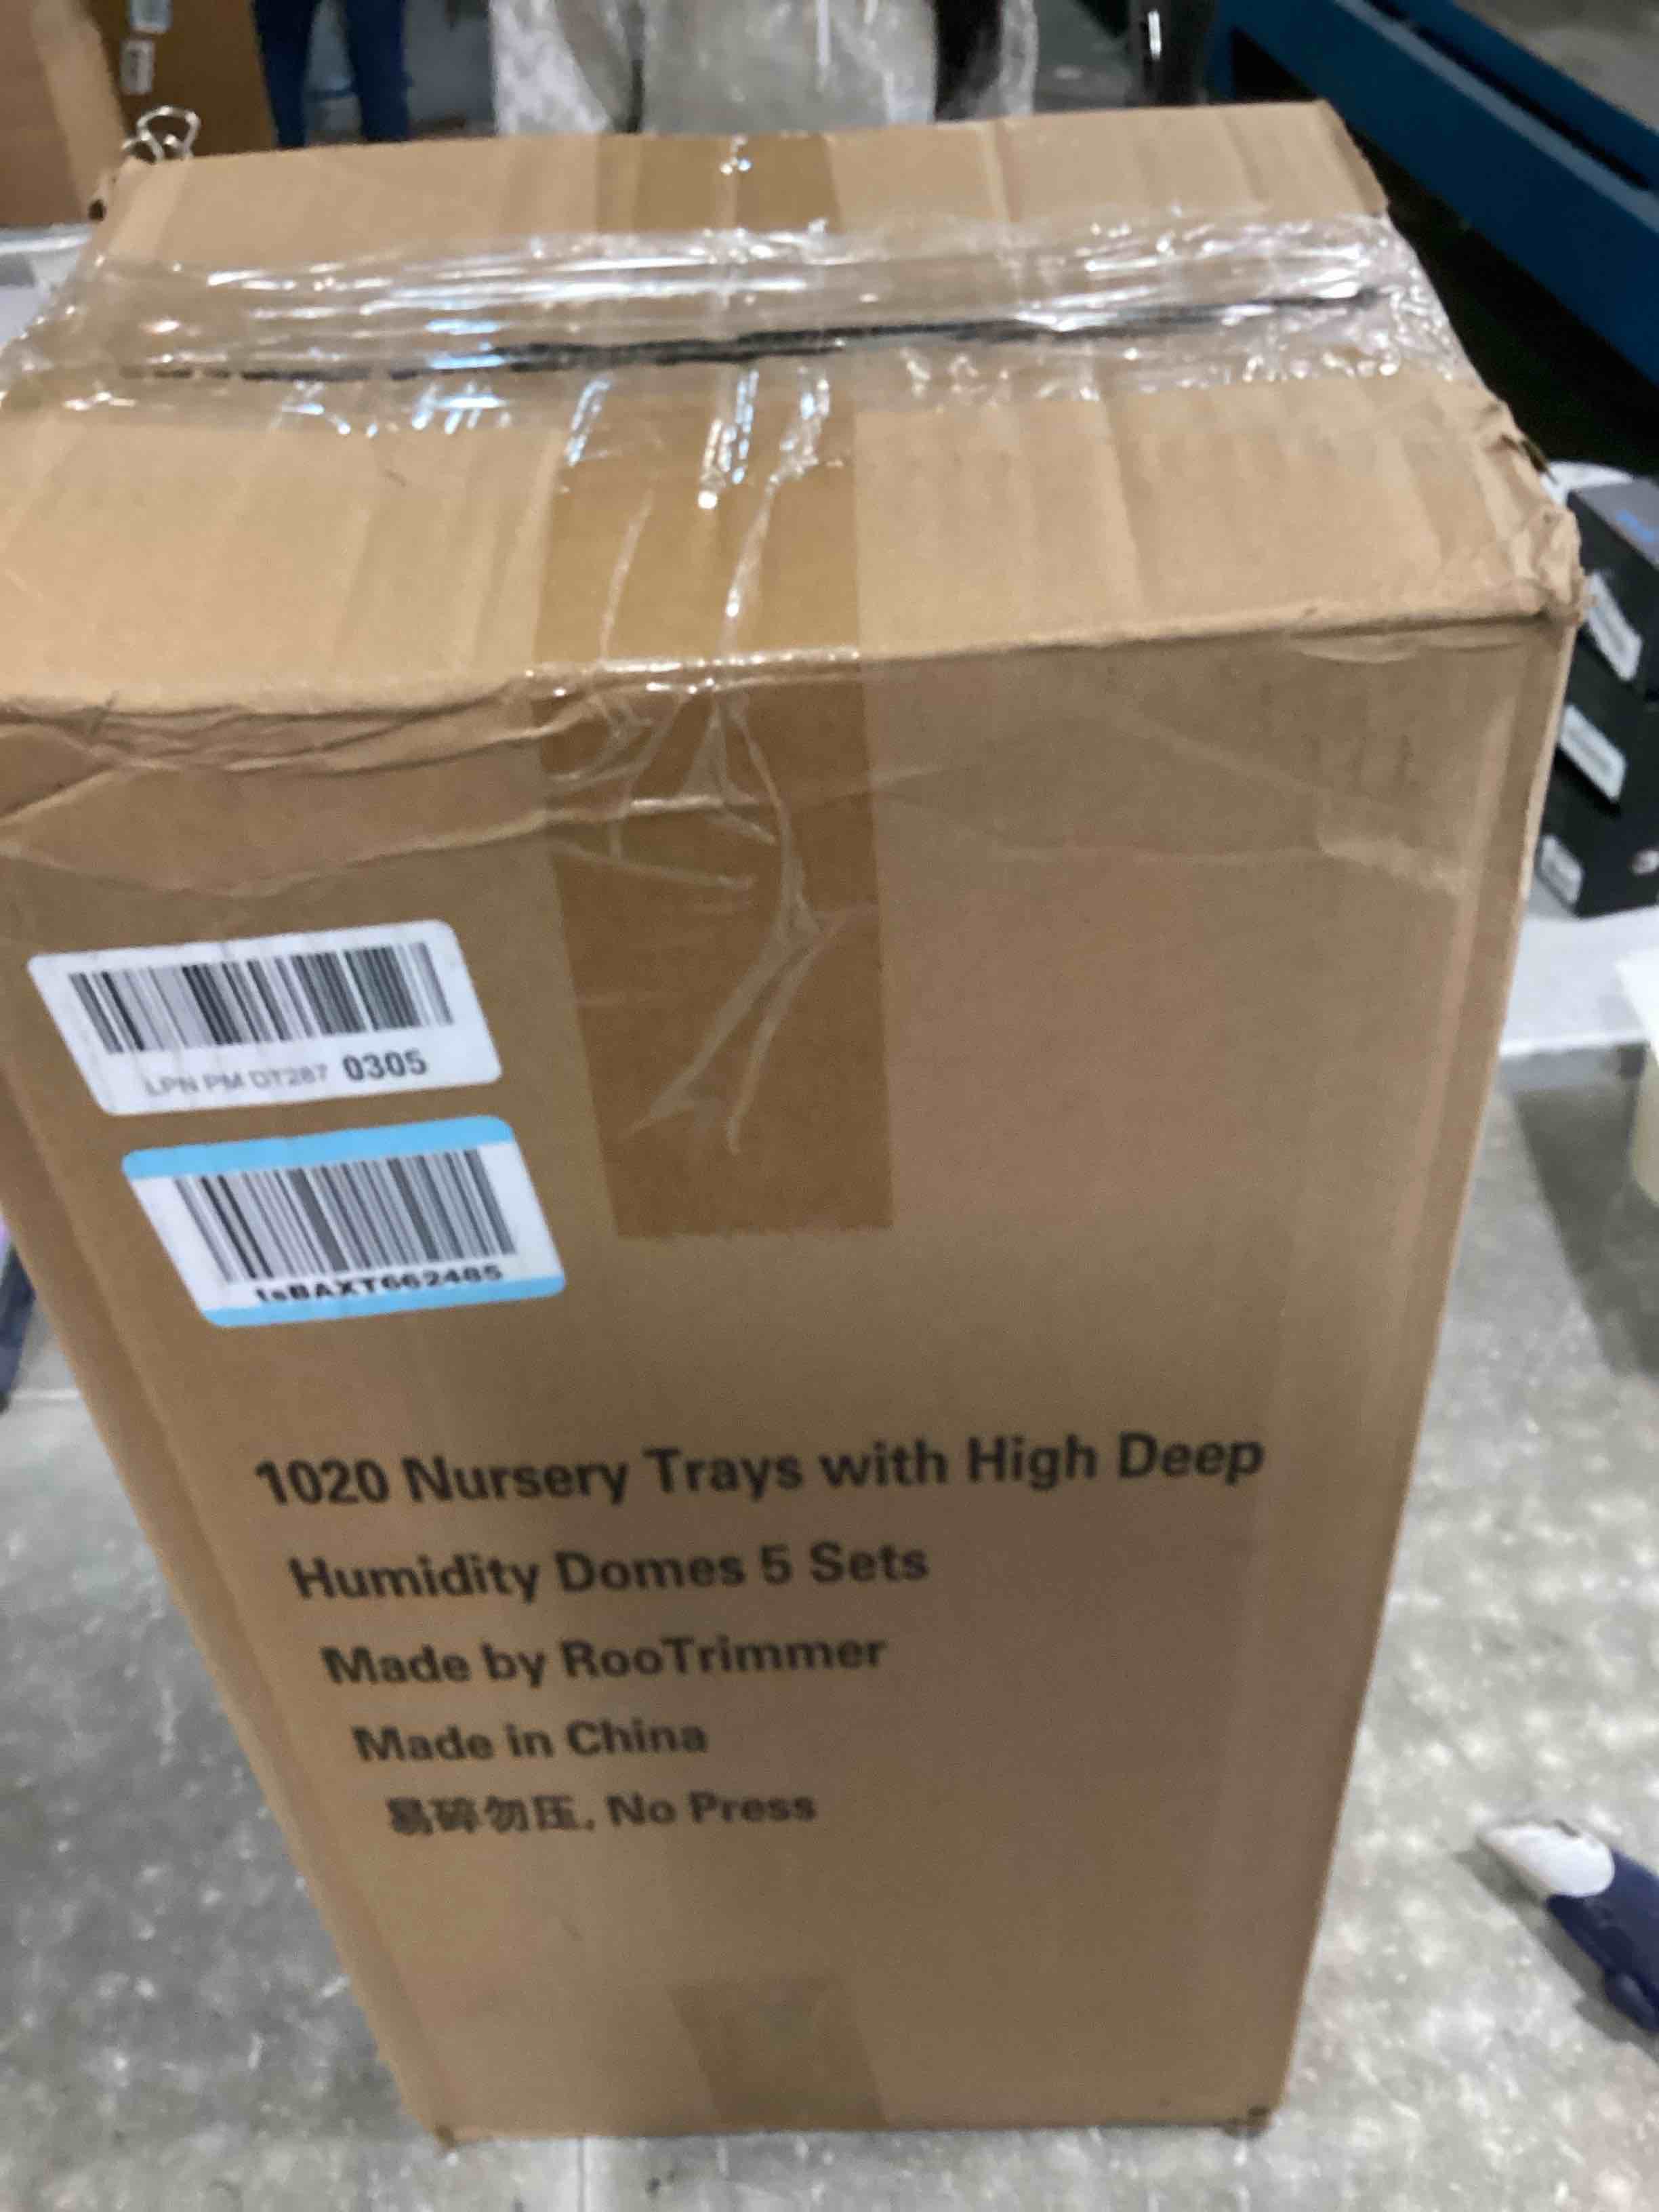 LPN PM DT287 0305
1sBAXT662485
1020 Nursery Trays with High Deep
Humidity Domes 5 Sets
Made by RooTrimmer
Made in China
易碎勿压, No Press